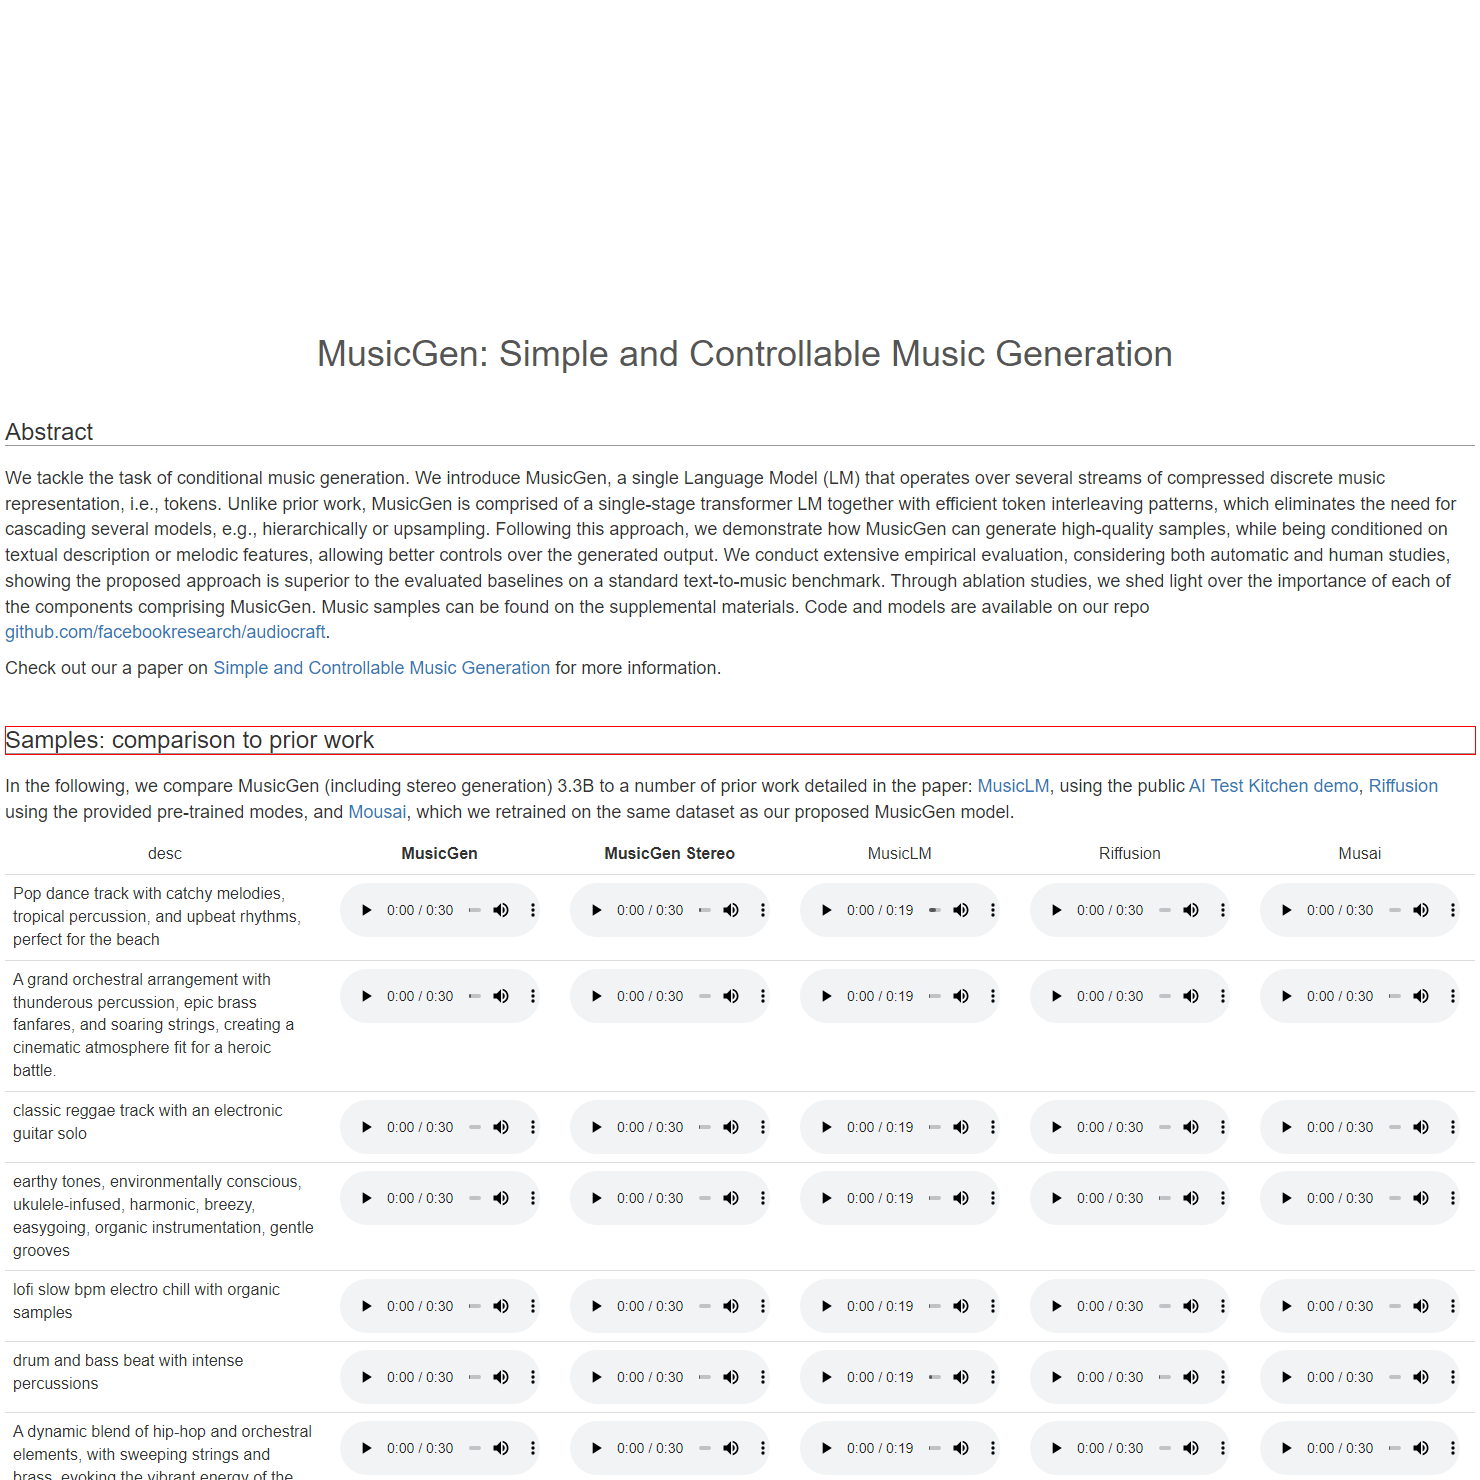 MusicGen: Simple and Controllable Music Generation
Abstract
We tackle the task of conditional music generation. We introduce MusicGen, a single Language Model (LM) that operates over several streams of compressed discrete music
representation, i.e., tokens. Unlike prior work, MusicGen is comprised of a single-stage transformer LM together with efficient token interleaving patterns, which eliminates the need for
cascading several models, e.g., hierarchically or upsampling. Following this approach, we demonstrate how MusicGen can generate high-quality samples, while being conditioned on
textual description or melodic features, allowing better controls over the generated output. We conduct extensive empirical evaluation, considering both automatic and human studies,
showing the proposed approach is superior to the evaluated baselines on a standard text-to-music benchmark. Through ablation studies, we shed light over the importance of each of
the components comprising MusicGen. Music samples can be found on the supplemental materials. Code and models are available on our repo
github.com/facebookresearch/audiocraft.
Check out our a paper on Simple and Controllable Music Generation for more information.
Samples: comparison to prior work
In the following, we compare MusicGen (including stereo generation) 3.3B to a number of prior work detailed in the paper: MusicLM, using the public AI Test Kitchen demo, Riffusion
using the provided pre-trained modes, and Mousai, which we retrained on the same dataset as our proposed MusicGen model.
desc MusicGen MusicGen Stereo MusicLM Riffusion Musai
Pop dance track with catchy melodies,
tropical percussion, and upbeat rhythms,
perfect for the beach
0:00 / 0:30 0:00 / 0:30 0:00 / 0:19 0:00 / 0:30 0:00 / 0:30
A grand orchestral arrangement with
thunderous percussion, epic brass
fanfares, and soaring strings, creating a
cinematic atmosphere fit for a heroic
battle.
0:00 / 0:30 0:00 / 0:30 0:00 / 0:19 0:00 / 0:30 0:00 / 0:30
classic reggae track with an electronic
guitar solo
0:00 / 0:30 0:00 / 0:30 0:00 / 0:19 0:00 / 0:30 0:00 / 0:30
earthy tones, environmentally conscious,
ukulele-infused, harmonic, breezy,
easygoing, organic instrumentation, gentle
grooves
0:00 / 0:30 0:00 / 0:30 0:00 / 0:19 0:00 / 0:30 0:00 / 0:30
lofi slow bpm electro chill with organic
samples
0:00 / 0:30 0:00 / 0:30 0:00 / 0:19 0:00 / 0:30 0:00 / 0:30
drum and bass beat with intense
percussions
0:00 / 0:30 0:00 / 0:30 0:00 / 0:19 0:00 / 0:30 0:00 / 0:30
A dynamic blend of hip-hop and orchestral
elements, with sweeping strings and
brass, evoking the vibrant energy of the
0:00 / 0:30 0:00 / 0:30 0:00 / 0:19 0:00 / 0:30 0:00 / 0:30